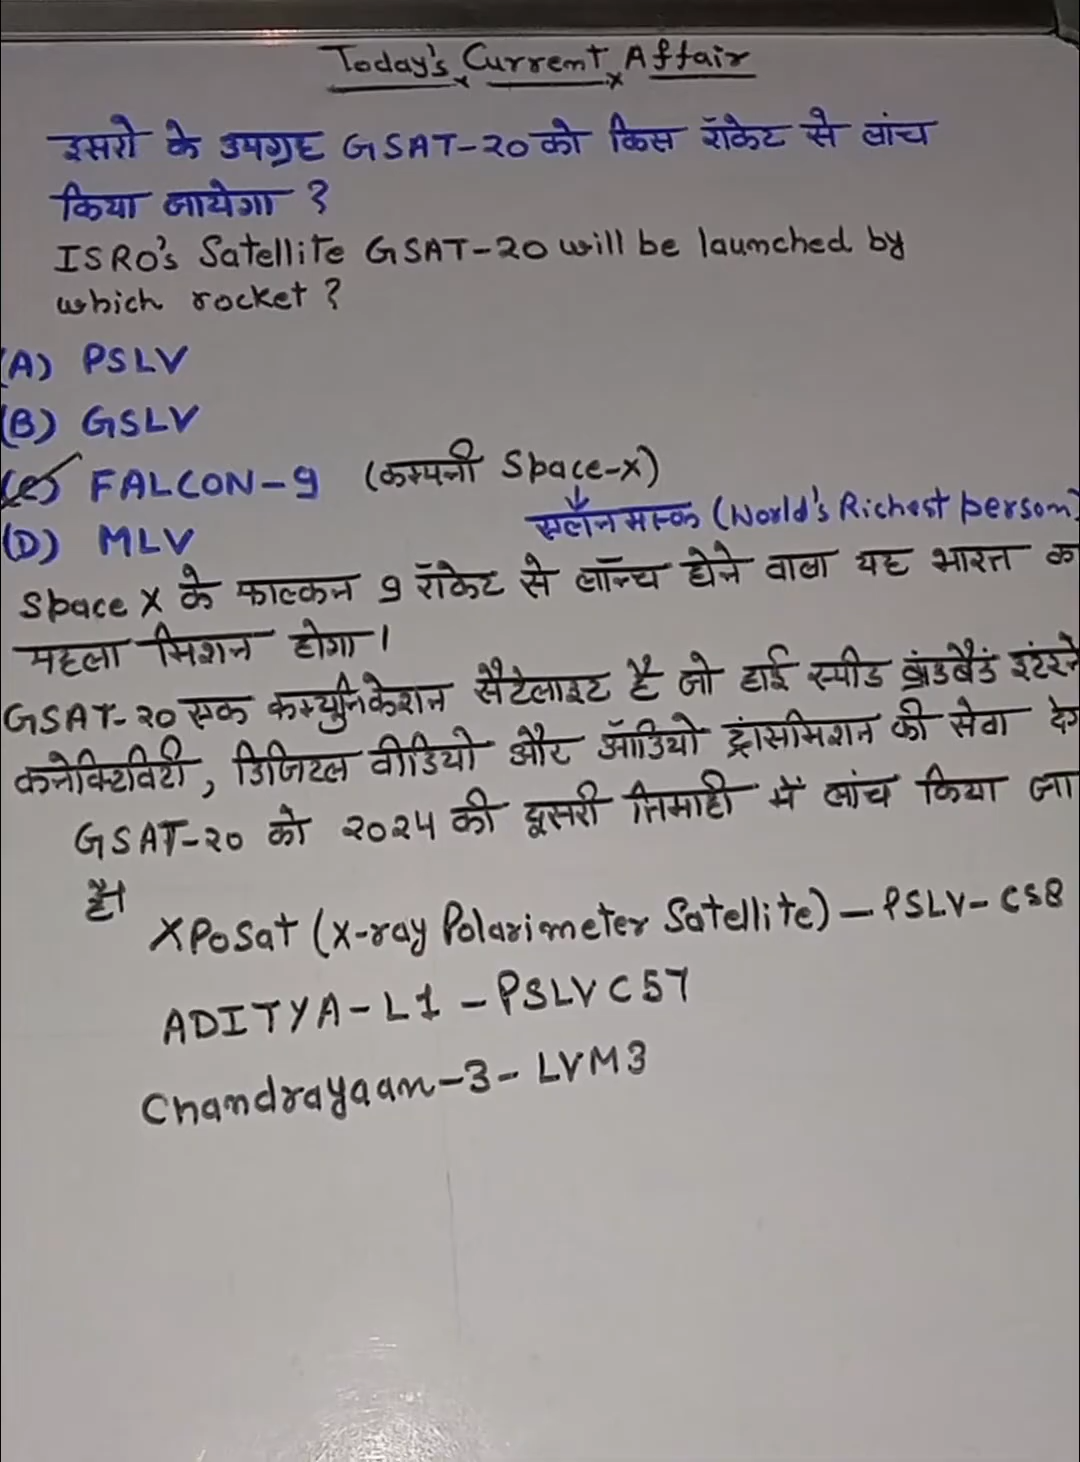 Today's Current Affair
इसरो के उपग्रह GSAT-20 को किस रॉकेट से लांच
किया जायेगा ?
ISRO's Satellite GSAT-20 will be launched by
which rocket ?
(A) PSLV
(B) GSLV
(C) FALCON-9 (कम्पनी Space-X)
एलोन मस्क (World's Richest person)
(D) MLV
Space X के फाल्कन 9 रॉकेट से लॉन्च होने वाला यह भारत का
पहला मिशन होगा।
GSAT-20 एक कम्युनिकेशन सैटेलाइट है जो हाई स्पीड ब्रांडबैंड इंटरने
कनेक्टिविटी, डिजिटल वीडियो और ऑडियो ट्रांसमिशन की सेवा देग
GSAT-20 को 2024 की दूसरी तिमाही में लांच किया जा
है।
XPoSat (X-ray Polarimeter Satellite) - PSLV-C58
ADITYA-L1 - PSLV C57
Chandrayaan-3 - LVM3